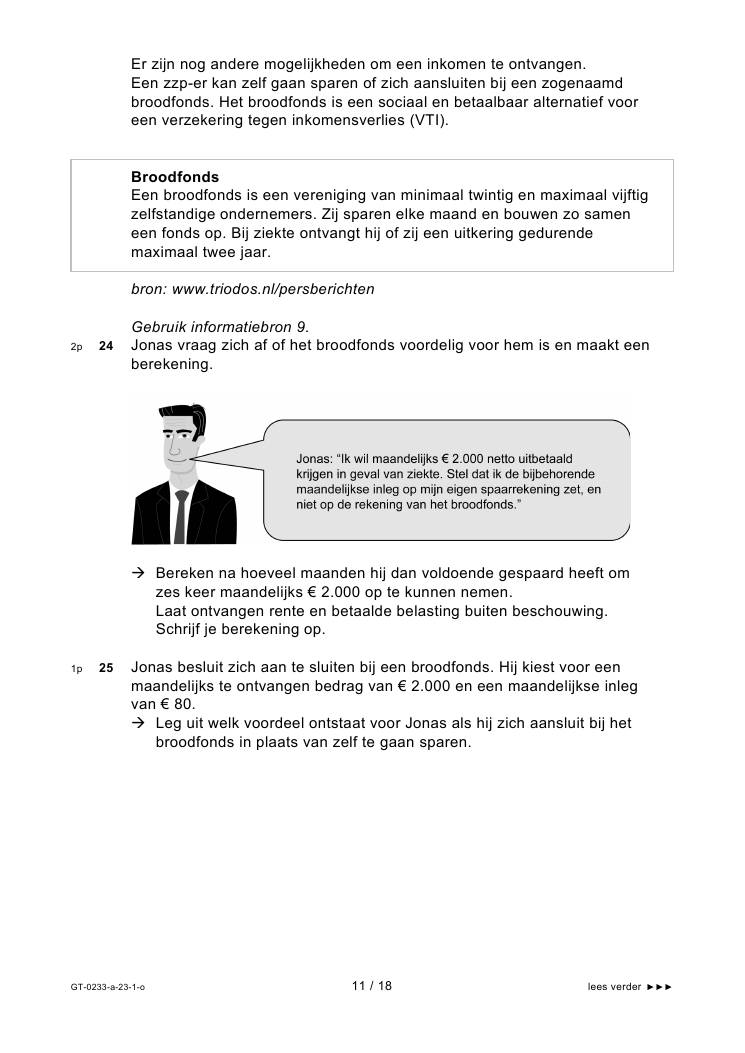 Er zijn nog andere mogelijkheden om een inkomen te ontvangen.
Een zzp-er kan zelf gaan sparen of zich aansluiten bij een zogenaamd
broodfonds. Het broodfonds is een sociaal en betaalbaar alternatief voor
een verzekering tegen inkomensverlies (VTI).
Broodfonds
Een broodfonds is een vereniging van minimaal twintig en maximaal vijftig
zelfstandige ondernemers. Zij sparen elke maand en bouwen zo samen
een fonds op. Bij ziekte ontvangt hij of zij een uitkering gedurende
maximaal twee jaar.
bron: www.triodos.nl/persberichten
Gebruik informatiebron 9.
2p 24 Jonas vraag zich af of het broodfonds voordelig voor hem is en maakt een
berekening.
Jonas: “Ik wil maandelijks € 2.000 netto uitbetaald
krijgen in geval van ziekte. Stel dat ik de bijbehorende
maandelijkse inleg op mijn eigen spaarrekening zet, en
niet op de rekening van het broodfonds.”
→ Bereken na hoeveel maanden hij dan voldoende gespaard heeft om
zes keer maandelijks € 2.000 op te kunnen nemen.
Laat ontvangen rente en betaalde belasting buiten beschouwing.
Schrijf je berekening op.
1p 25 Jonas besluit zich aan te sluiten bij een broodfonds. Hij kiest voor een
maandelijks te ontvangen bedrag van € 2.000 en een maandelijkse inleg
van € 80.
→ Leg uit welk voordeel ontstaat voor Jonas als hij zich aansluit bij het
broodfonds in plaats van zelf te gaan sparen.
GT-0233-a-23-1-o 11 / 18 lees verder ►►►